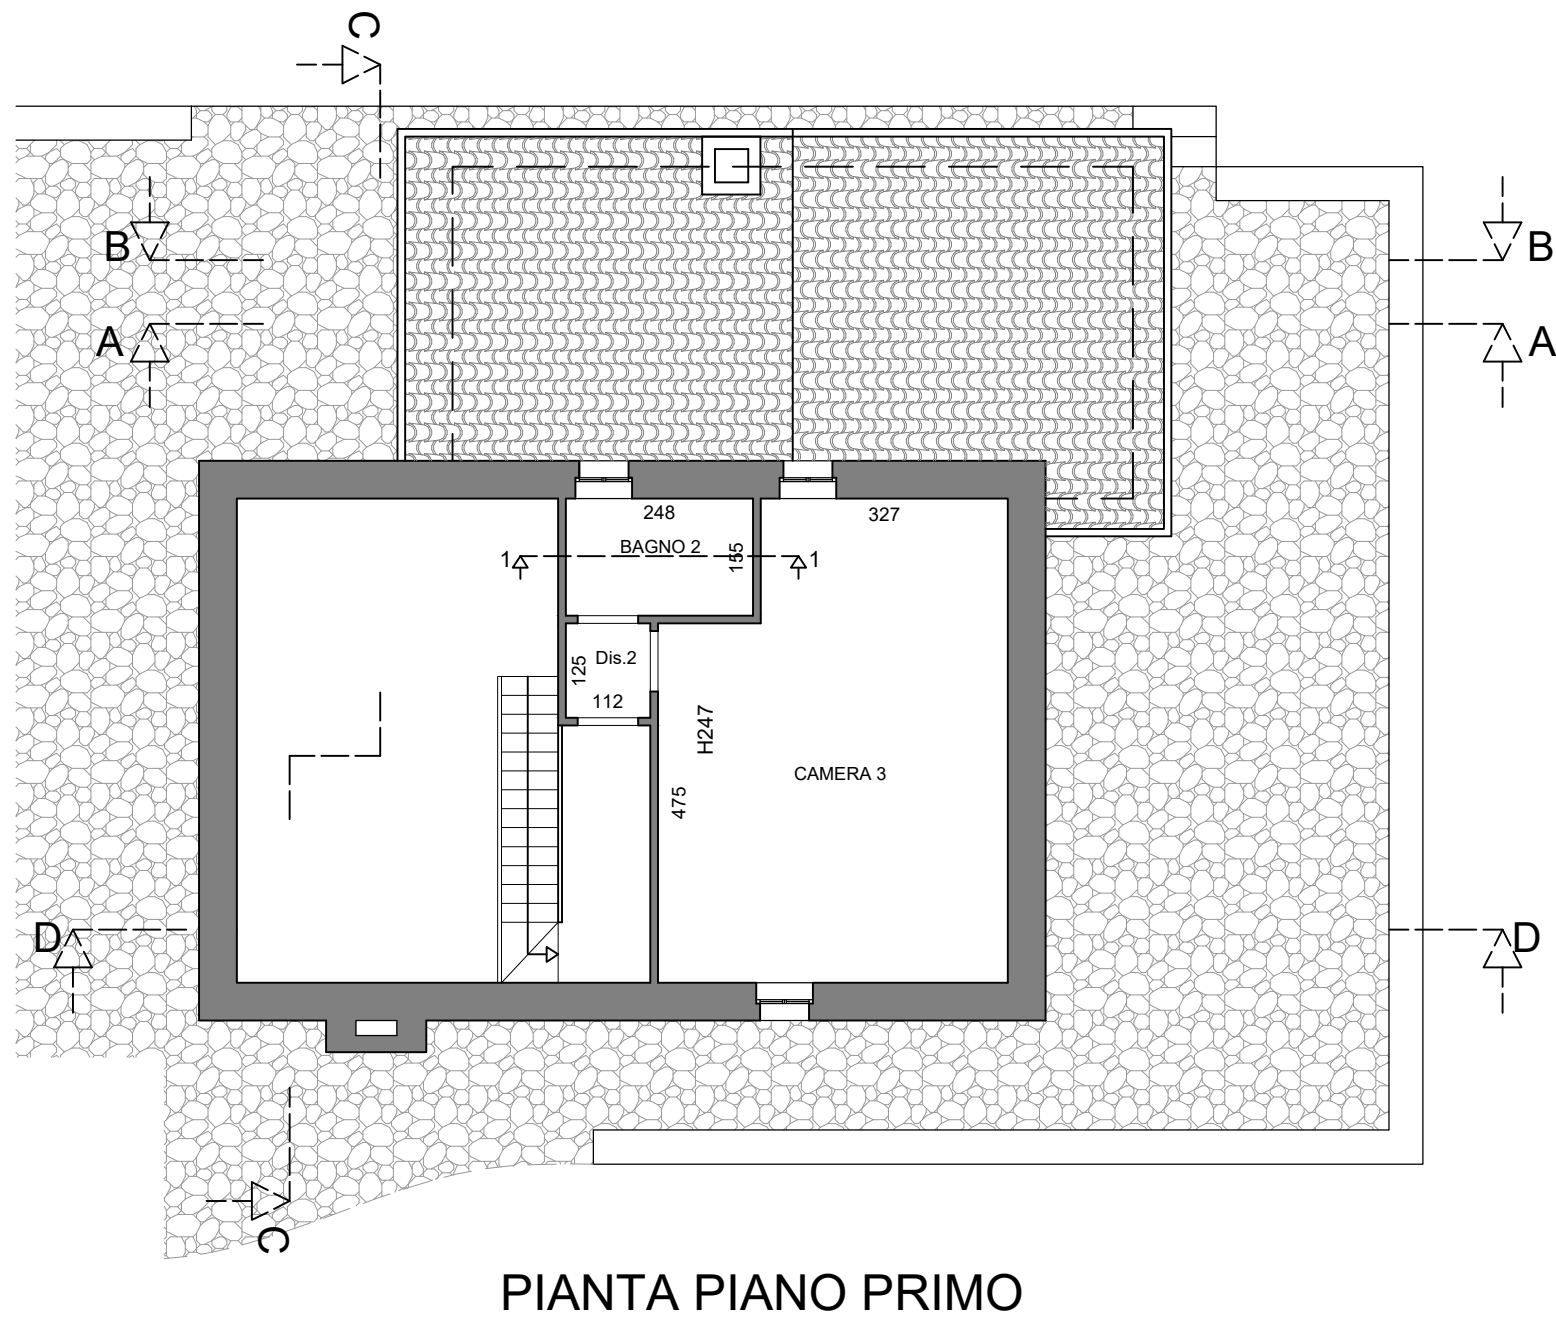 C
B
B
A
A
248
327
BAGNO 2
155
1
1
Dis.2
125
112
H247
CAMERA 3
475
D
D
C
PIANTA PIANO PRIMO